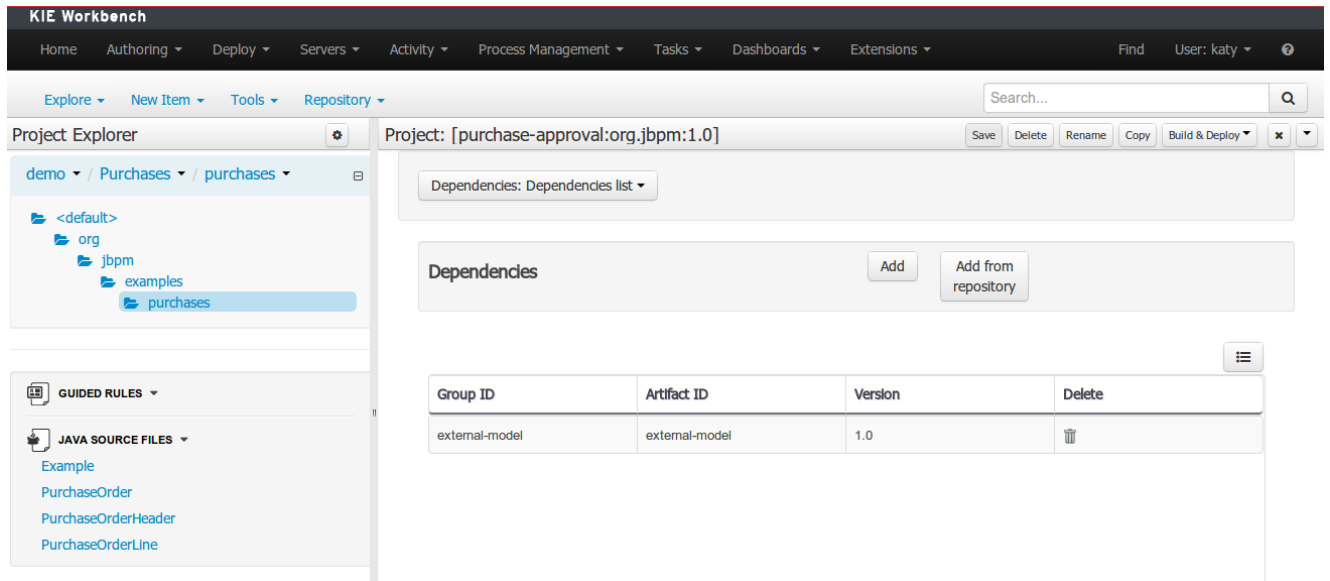 KIE Workbench
Home Authoring Deploy Servers Activity Process Management Tasks Dashboards Extensions Find User: katy
Explore New Item Tools Repository Search...
Project Explorer
Project: [purchase-approval:org.jbpm:1.0] Save Delete Rename Copy Build & Deploy
demo / Purchases / purchases
<default>
org
jbpm
examples
purchases
GUIDED RULES
JAVA SOURCE FILES
Example
PurchaseOrder
PurchaseOrderHeader
PurchaseOrderLine
Dependencies: Dependencies list
Dependencies Add Add from
repository
Group ID Artifact ID Version Delete
external-model external-model 1.0